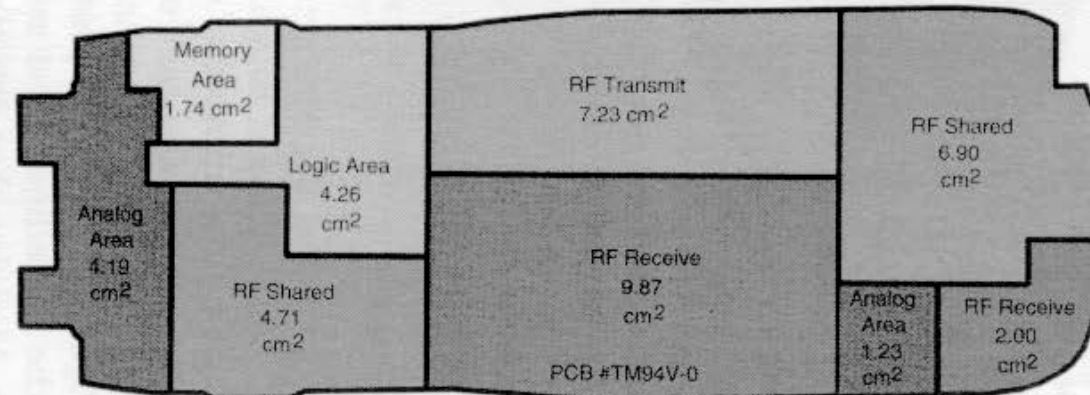 Memory
Area
1.74 cm2
RF Transmit
7.23 cm2
RF Shared
6.90
cm2
Logic Area
4.26
cm2
Analog
Area
4.19
cm2
RF Shared
4.71
cm2
RF Receive
9.87
cm2
PCB #TM94V-0
Analog
Area
1.23
cm2
RF Receive
2.00
cm2